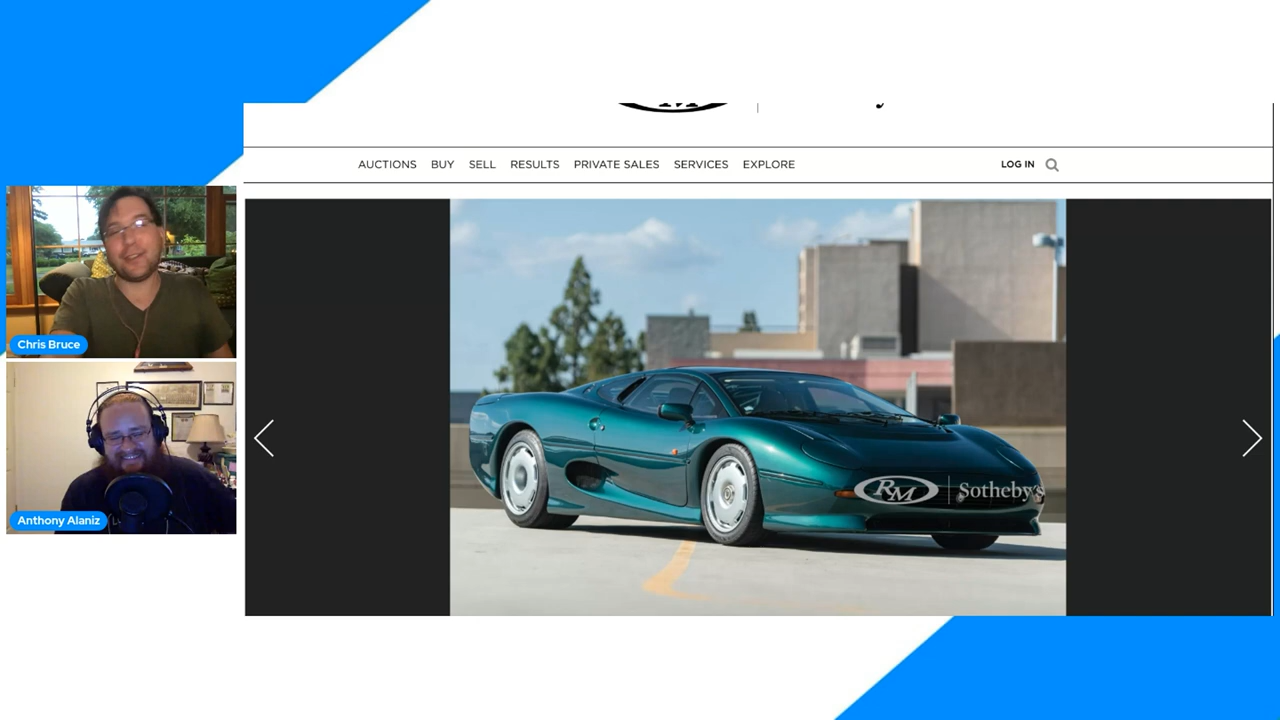 AUCTIONS BUY SELL RESULTS PRIVATE SALES SERVICES EXPLORE LOG IN
Chris Bruce
Anthony Alaniz
RM Sotheby's